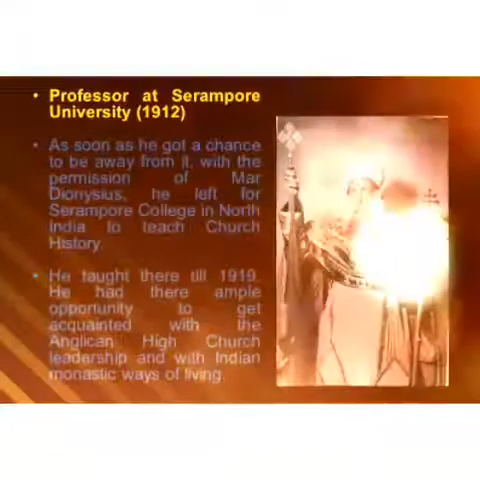 • Professor at Serampore
University (1912)
• As soon as he got a chance
to be away from it, with the
permission of Mar
Dionysius, he left for
Serampore College in North
India to teach Church
History.
• He taught there till 1919.
He had there ample
opportunity to get
acquainted with the
Anglican High Church
leadership and with Indian
monastic ways of living.